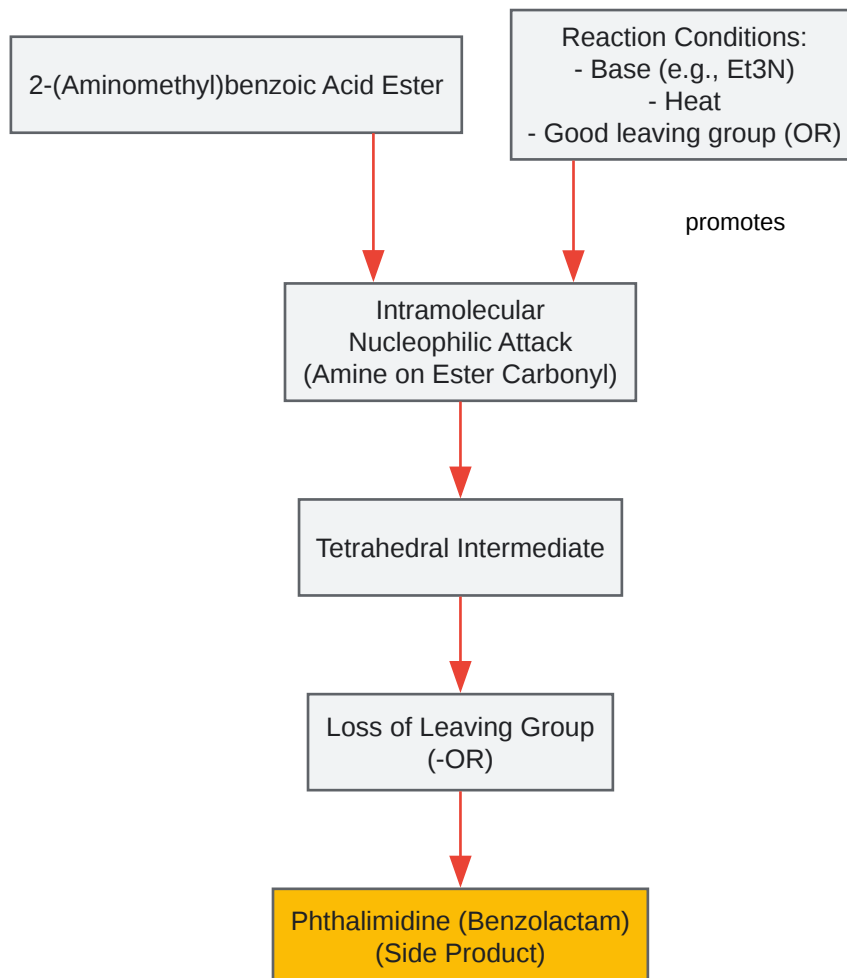 2-(Aminomethyl)benzoic Acid Ester
Reaction Conditions:
- Base (e.g., Et3N)
- Heat
- Good leaving group (OR)
promotes
Intramolecular
Nucleophilic Attack
(Amine on Ester Carbonyl)
Tetrahedral Intermediate
Loss of Leaving Group
(-OR)
Phthalimidine (Benzolactam)
(Side Product)